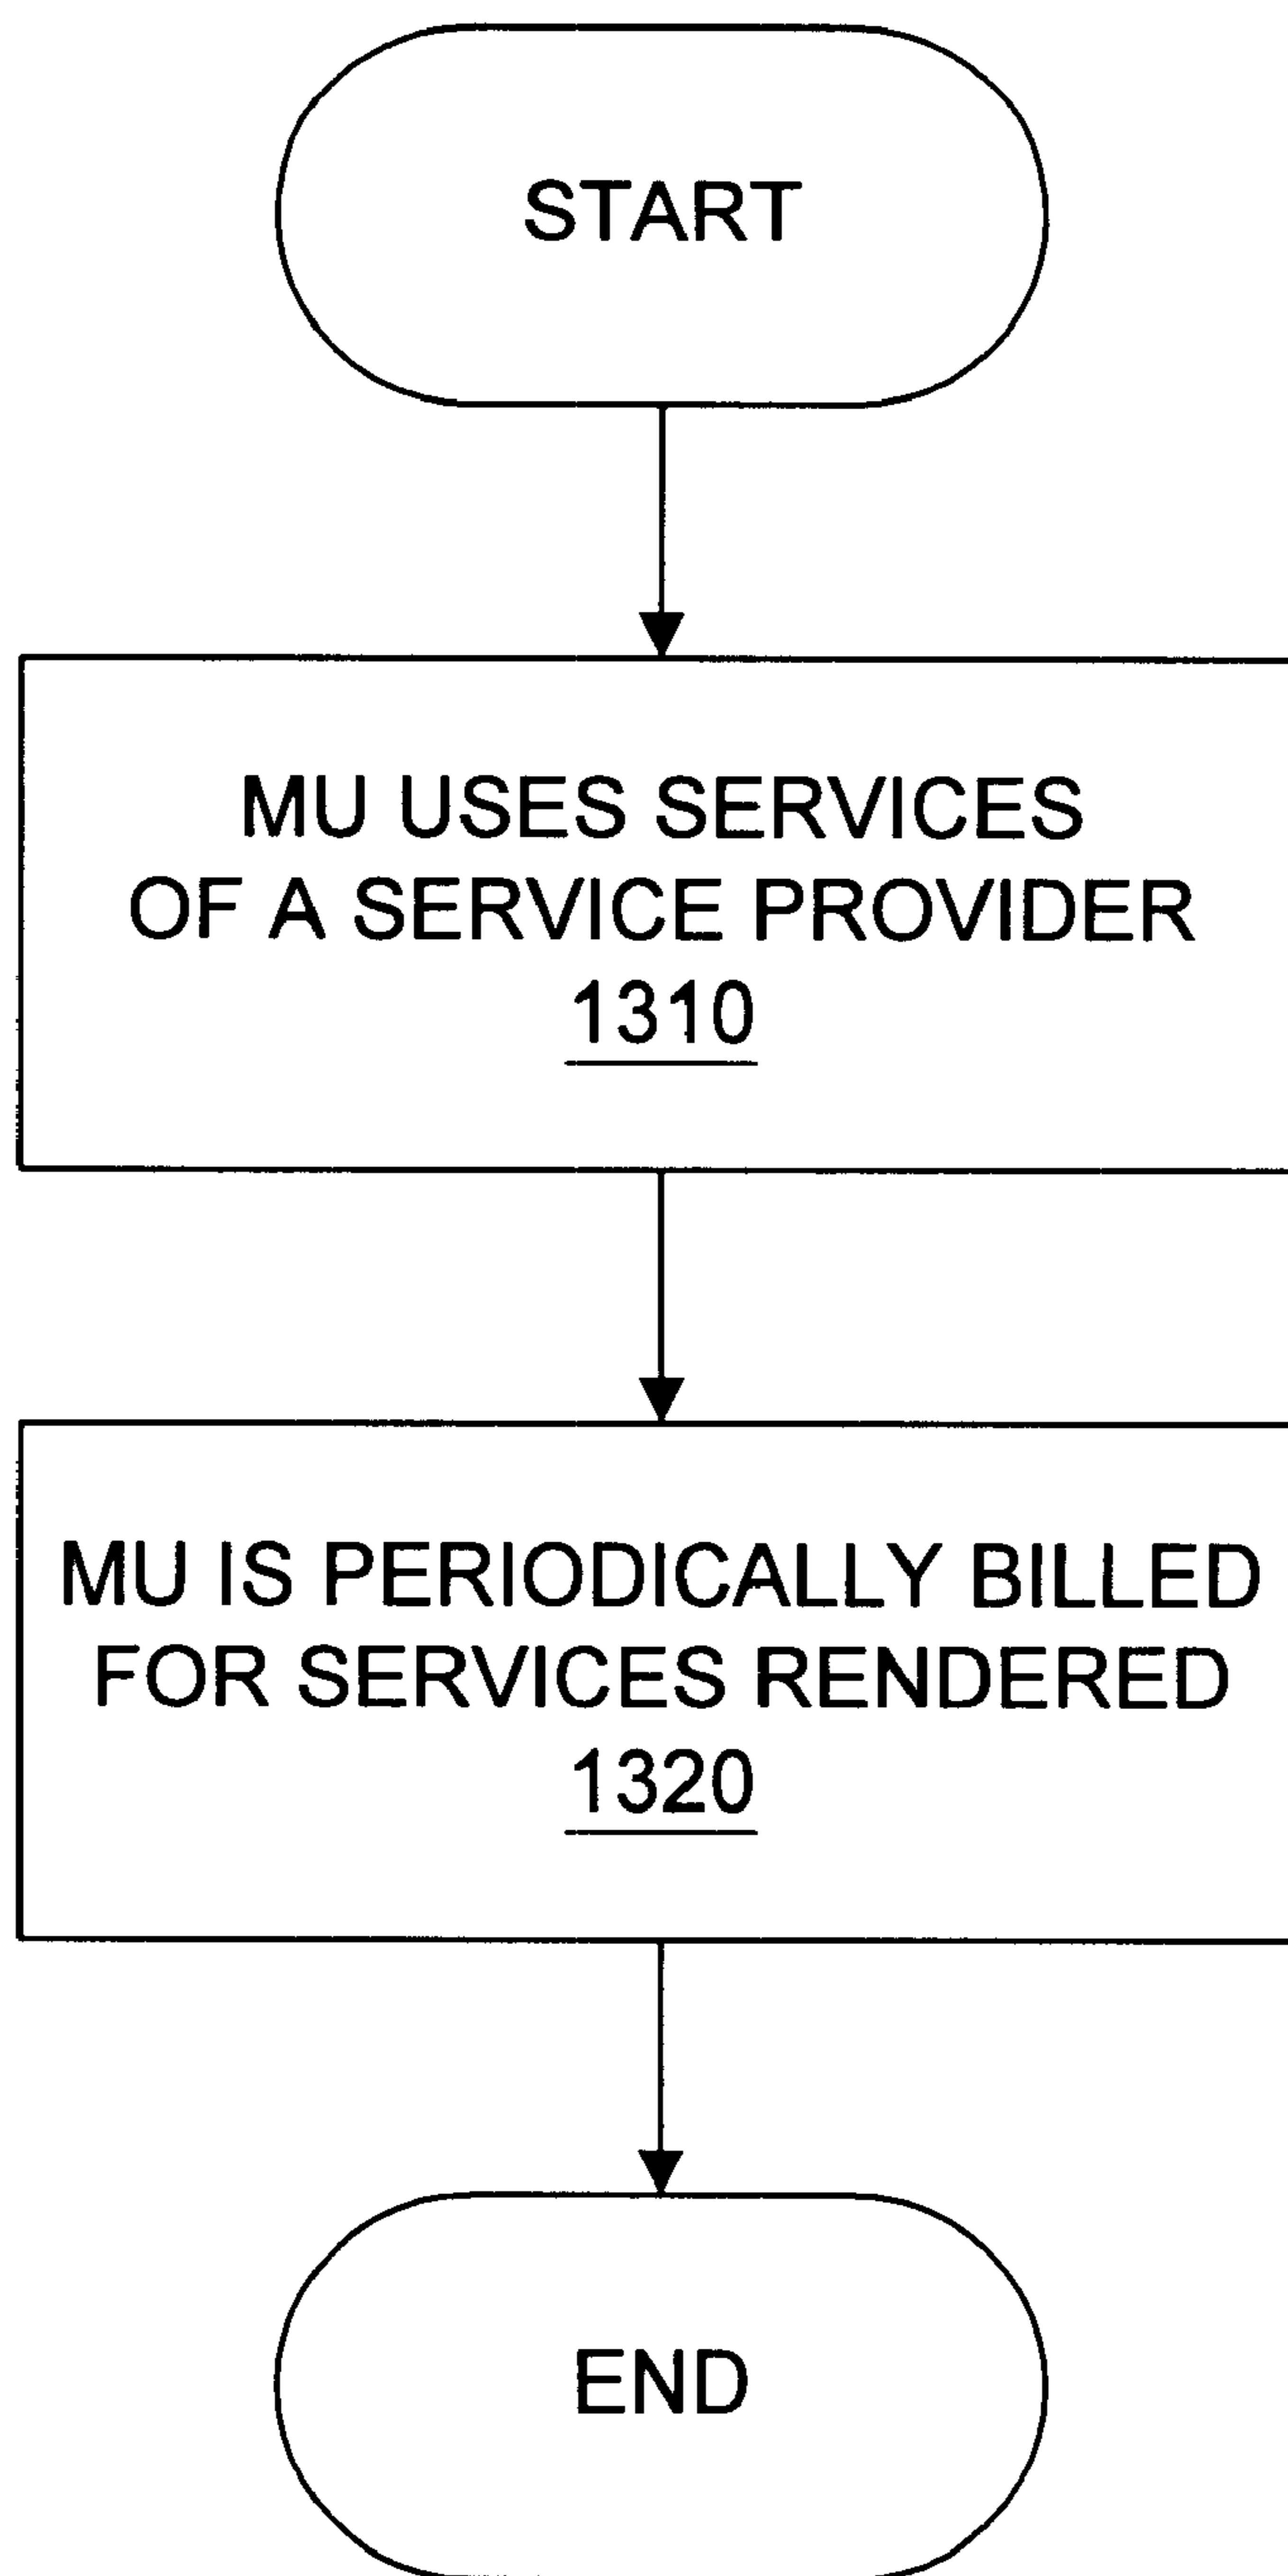 START
MU USES SERVICES
OF A SERVICE PROVIDER
1310
MU IS PERIODICALLY BILLED
FOR SERVICES RENDERED
1320
END